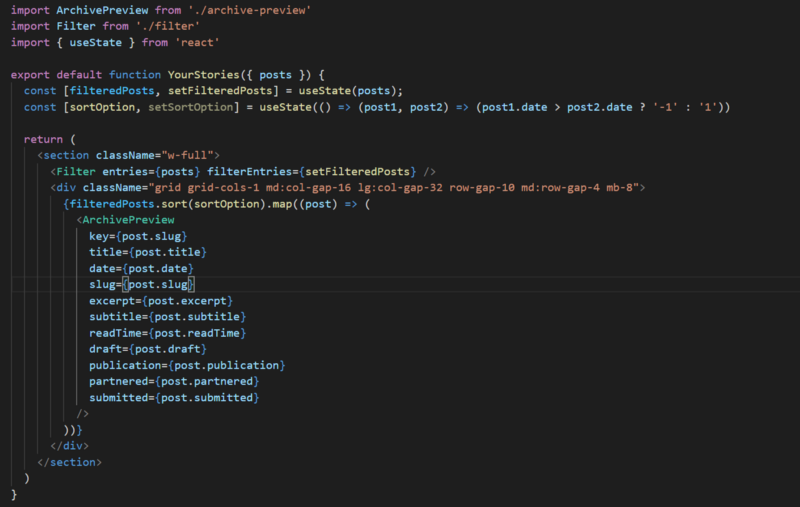 import ArchivePreview from './archive-preview'
import Filter from './filter'
import { useState } from 'react'

export default function YourStories({ posts }) {
  const [filteredPosts, setFilteredPosts] = useState(posts);
  const [sortOption, setSortOption] = useState(() => (post1, post2) => (post1.date > post2.date ? '-1' : '1'))

  return (
    <section className="w-full">
      <Filter entries={posts} filterEntries={setFilteredPosts} />
      <div className="grid grid-cols-1 md:col-gap-16 lg:col-gap-32 row-gap-10 md:row-gap-4 mb-8">
        {filteredPosts.sort(sortOption).map((post) => (
          <ArchivePreview
            key={post.slug}
            title={post.title}
            date={post.date}
            slug={post.slug}
            excerpt={post.excerpt}
            subtitle={post.subtitle}
            readTime={post.readTime}
            draft={post.draft}
            publication={post.publication}
            partnered={post.partnered}
            submitted={post.submitted}
          />
        ))}
      </div>
    </section>
  )
}